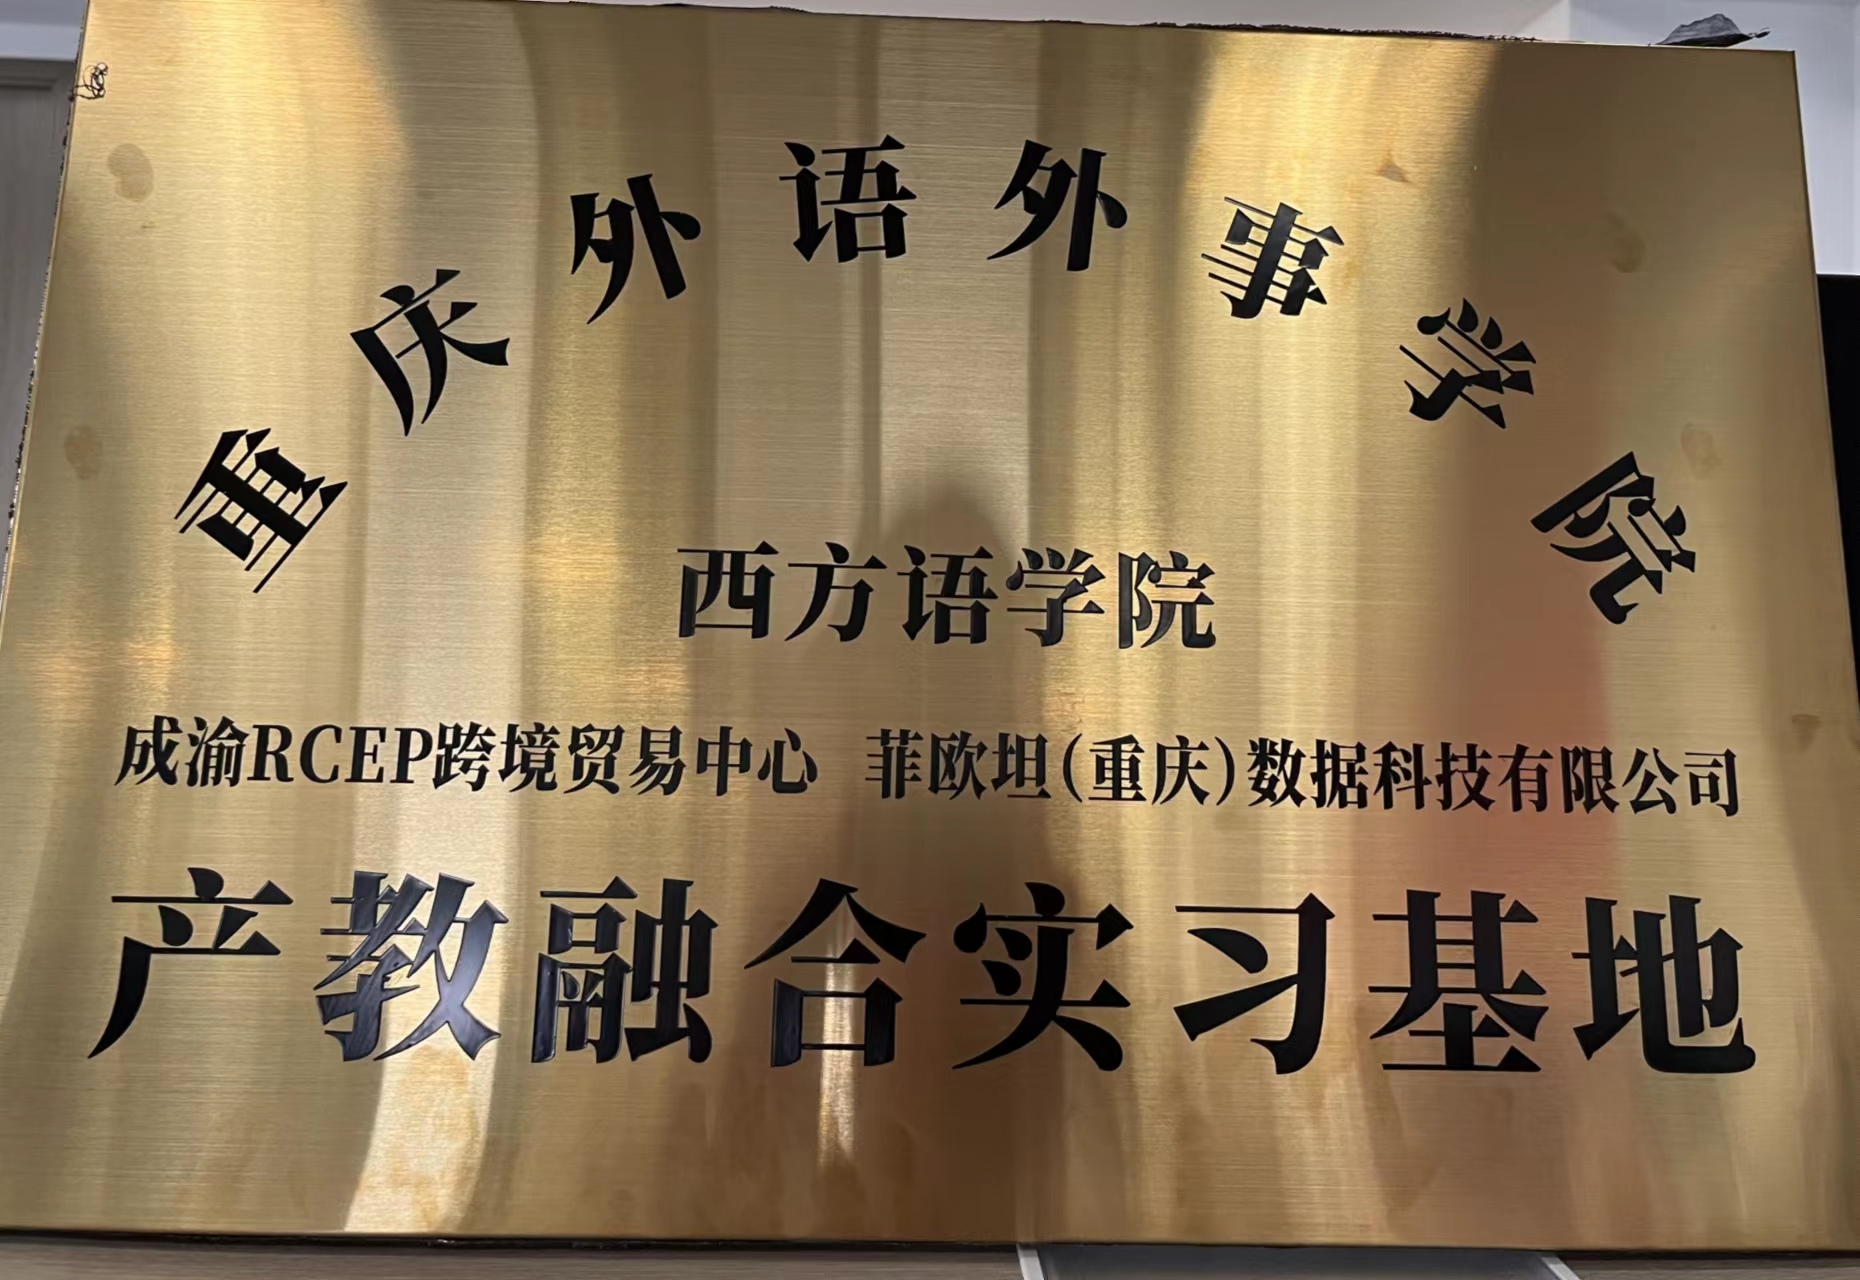 重庆外语外事学院
西方语学院
成渝RCEP跨境贸易中心 菲欧坦(重庆)数据科技有限公司
产教融合实习基地